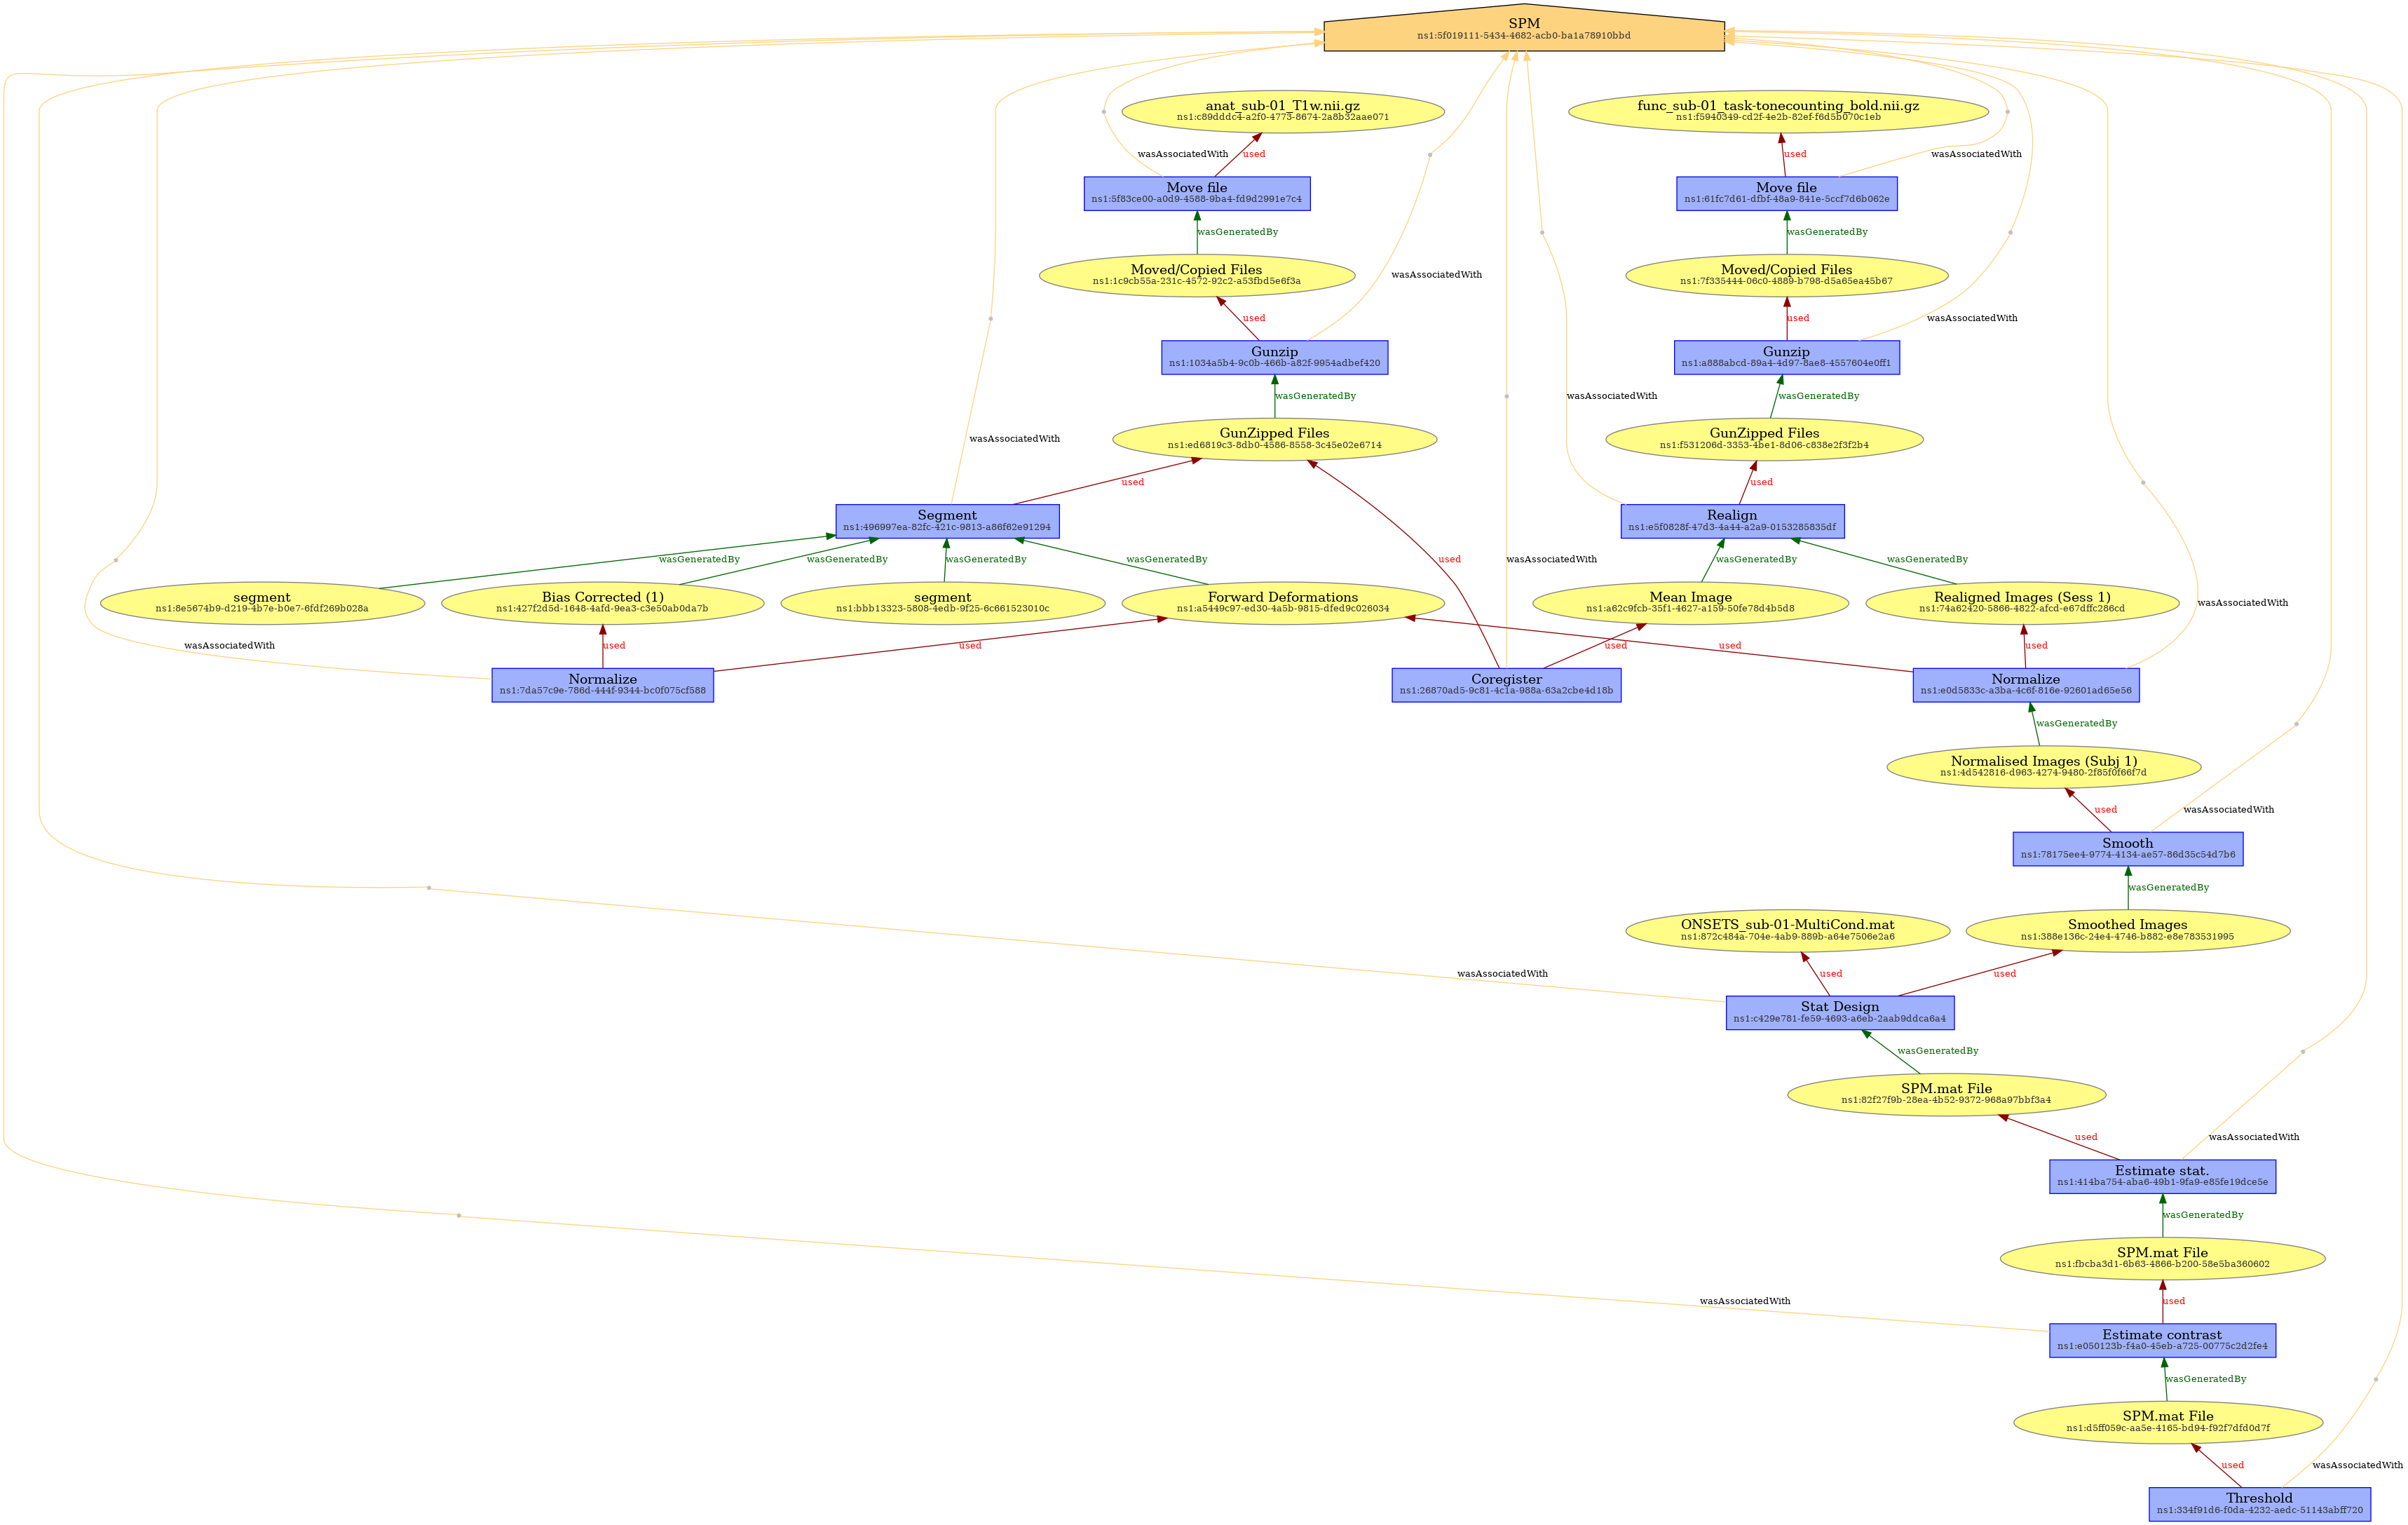 SPM
ns1:5f019111-5434-4682-acb0-ba1a78910bbd
anat_sub-01_T1w.nii.gz
ns1:c89dddc4-a2f0-4773-8674-2a8b32aae071
func_sub-01_task-tonecounting_bold.nii.gz
ns1:f5940349-cd2f-4e2b-82ef-f6d5b070c1eb
wasAssociatedWith
used
used
wasAssociatedWith
Move file
ns1:5f83ce00-a0d9-4588-9ba4-fd9d2991e7c4
Move file
ns1:61fc7d61-dfbf-48a9-841e-5ccf7d6b062e
wasGeneratedBy
wasGeneratedBy
Moved/Copied Files
ns1:1c9cb55a-231c-4572-92c2-a53fbd5e6f3a
wasAssociatedWith
Moved/Copied Files
ns1:7f335444-06c0-4889-b798-d5a65ea45b67
used
used
wasAssociatedWith
Gunzip
ns1:1034a5b4-9c0b-466b-a82f-9954adbef420
Gunzip
ns1:a888abcd-89a4-4d97-8ae8-4557604e0ff1
wasGeneratedBy
wasAssociatedWith
wasGeneratedBy
wasAssociatedWith
GunZipped Files
ns1:ed6819c3-8db0-4586-8558-3c45e02e6714
GunZipped Files
ns1:f531206d-3353-4be1-8d06-c838e2f3f2b4
used
used
Segment
ns1:496997ea-82fc-421c-9813-a86f62e91294
Realign
ns1:e5f0828f-47d3-4a44-a2a9-0153285835df
wasGeneratedBy
wasGeneratedBy
wasGeneratedBy
wasGeneratedBy
used
wasAssociatedWith
wasGeneratedBy
wasGeneratedBy
segment
ns1:8e5674b9-d219-4b7e-b0e7-6fdf269b028a
Bias Corrected (1)
ns1:427f2d5d-1648-4afd-9ea3-c3e50ab0da7b
segment
ns1:bbb13323-5808-4edb-9f25-6c661523010c
Forward Deformations
ns1:a5449c97-ed30-4a5b-9815-dfed9c026034
Mean Image
ns1:a62c9fcb-35f1-4627-a159-50fe78d4b5d8
Realigned Images (Sess 1)
ns1:74a62420-5866-4822-afcd-e67dffc286cd
wasAssociatedWith
wasAssociatedWith
used
used
used
used
used
Normalize
ns1:7da57c9e-786d-444f-9344-bc0f075cf588
Coregister
ns1:26870ad5-9c81-4c1a-988a-63a2cbe4d18b
Normalize
ns1:e0d5833c-a3ba-4c6f-816e-92601ad65e56
wasGeneratedBy
Normalised Images (Subj 1)
ns1:4d542816-d963-4274-9480-2f85f0f66f7d
used
wasAssociatedWith
Smooth
ns1:78175ee4-9774-4134-ae57-86d35c54d7b6
wasGeneratedBy
ONSETS_sub-01-MultiCond.mat
ns1:872c484a-704e-4ab9-889b-a64e7506e2a6
Smoothed Images
ns1:388e136c-24e4-4746-b882-e8e783531995
wasAssociatedWith
used
used
Stat Design
ns1:c429e781-fe59-4693-a6eb-2aab9ddca6a4
wasGeneratedBy
SPM.mat File
ns1:82f27f9b-28ea-4b52-9372-968a97bbf3a4
used
wasAssociatedWith
Estimate stat.
ns1:414ba754-aba6-49b1-9fa9-e85fe19dce5e
wasGeneratedBy
SPM.mat File
ns1:fbcba3d1-6b63-4866-b200-58e5ba360602
wasAssociatedWith
used
Estimate contrast
ns1:e050123b-f4a0-45eb-a725-00775c2d2fe4
wasGeneratedBy
SPM.mat File
ns1:d5ff059c-aa5e-4165-bd94-f92f7dfd0d7f
used
wasAssociatedWith
Threshold
ns1:334f91d6-f0da-4232-aedc-51143abff720